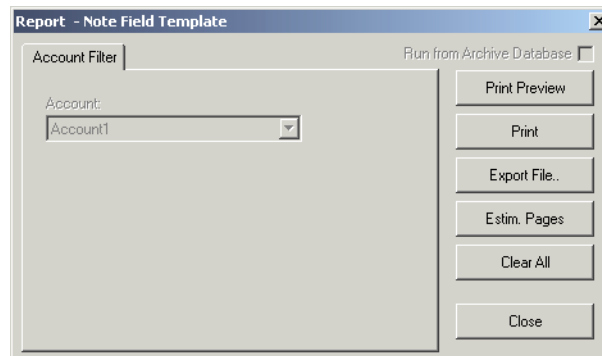 Report - Note Field Template
Account Filter
Run from Archive Database
Account:
Account1
Print Preview
Print
Export File..
Estim. Pages
Clear All
Close